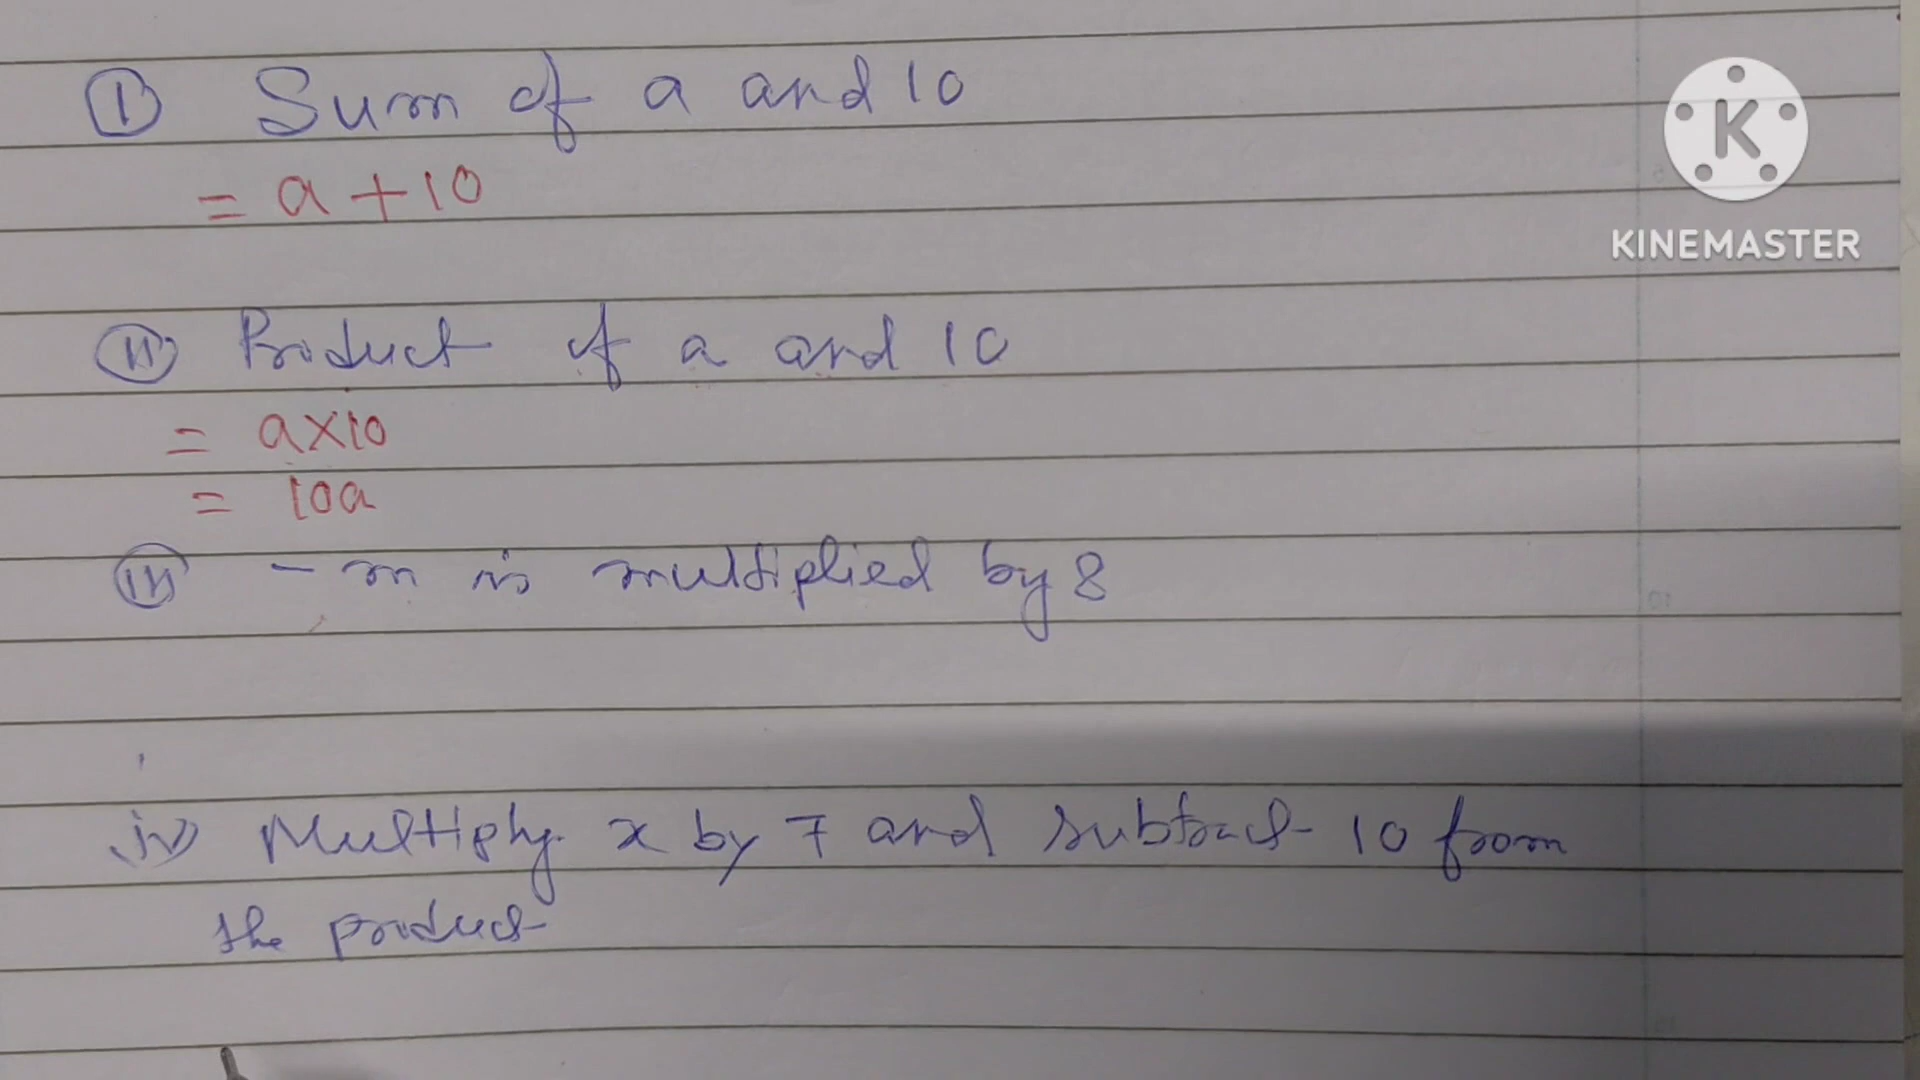 (I) Sum of a and 10
= a + 10
(II) Product of a and 10
= a×10
= 10a
(III) - m is multiplied by 8
iv) Multiply x by 7 and subtract 10 from
the product
K
KINEMASTER